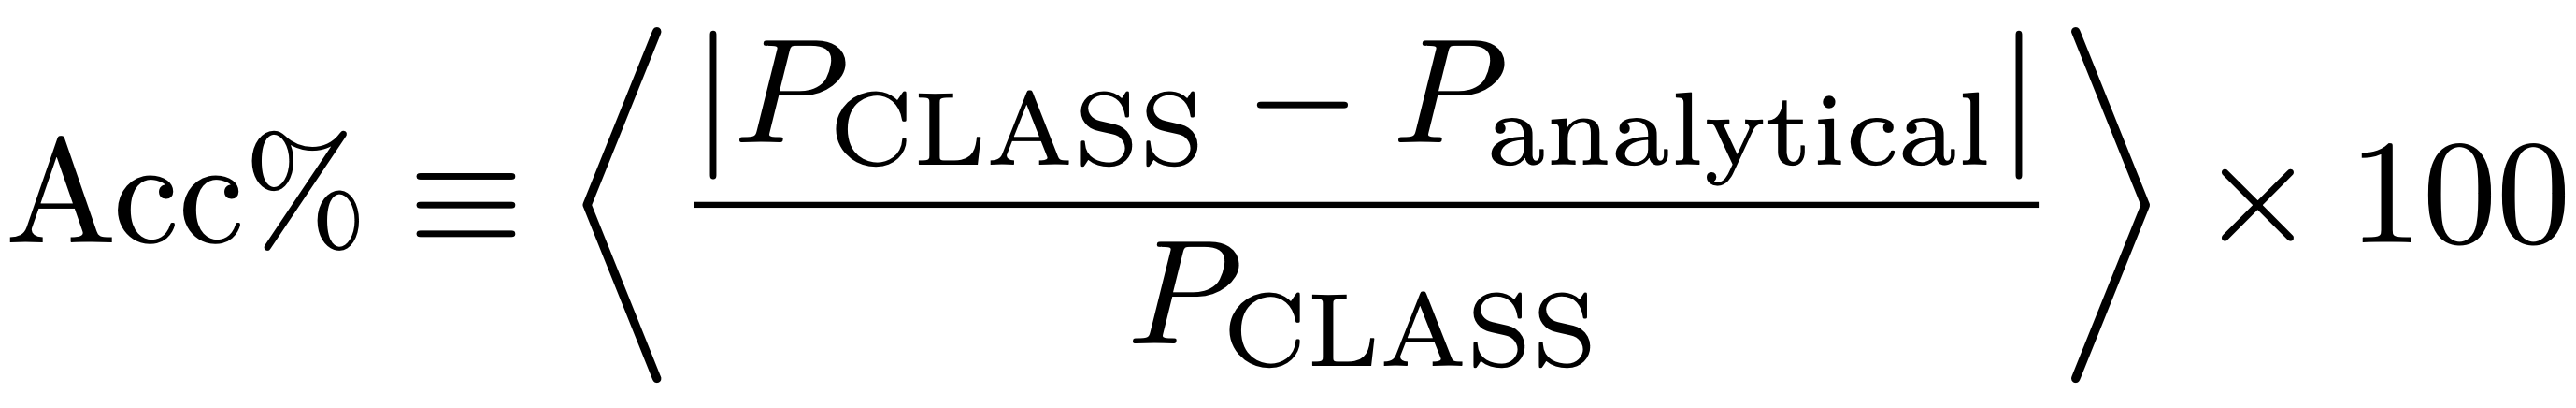 Acc% ≡ ⟨ |P_CLASS − P_analytical| / P_CLASS ⟩ × 100